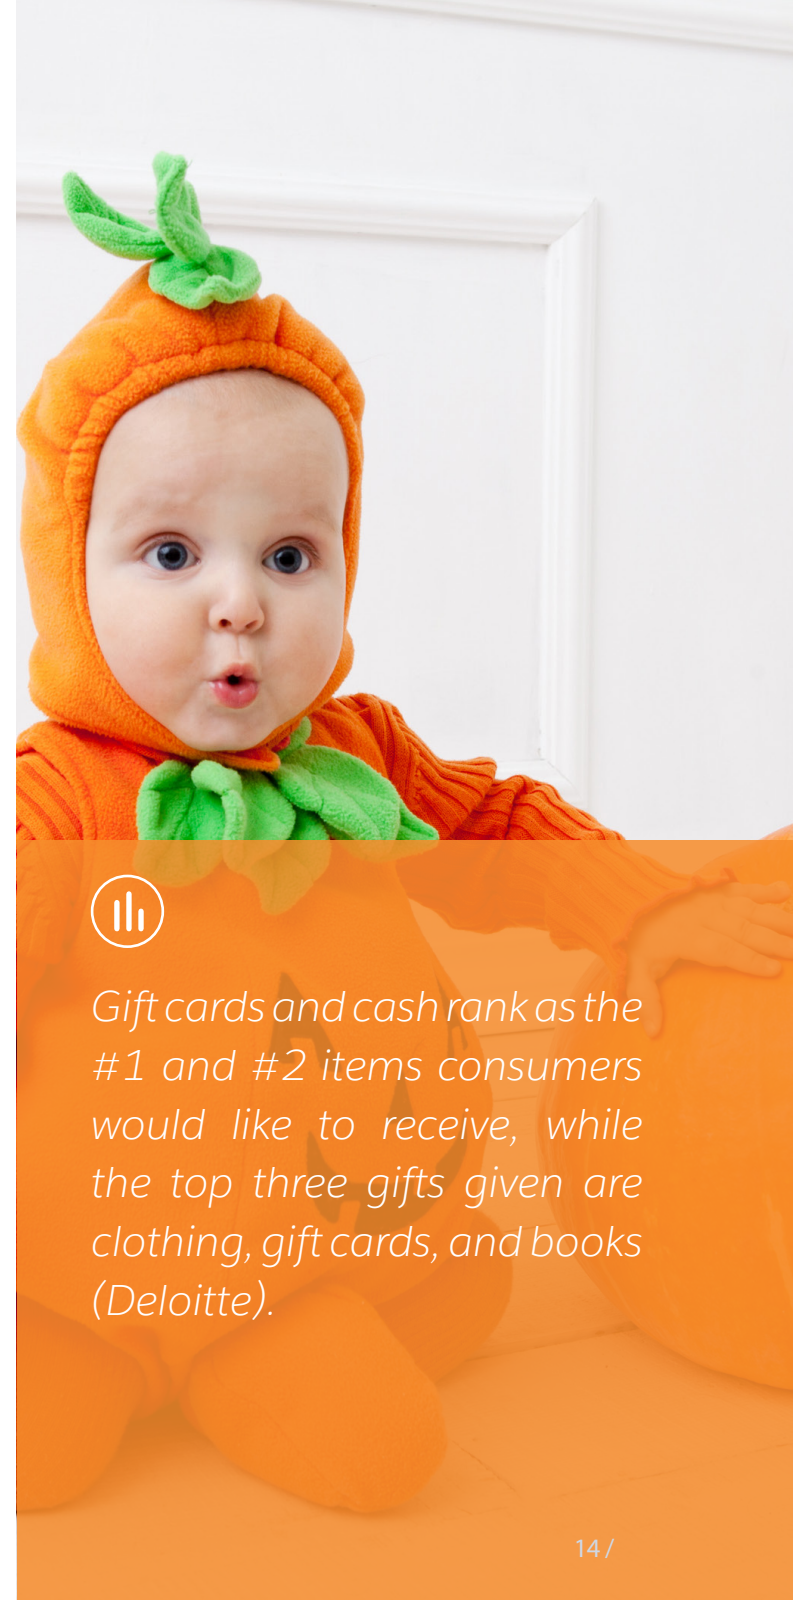 Gift cards and cash rank as the
#1 and #2 items consumers
would like to receive, while
the top three gifts given are
clothing, gift cards, and books
(Deloitte).
14 /